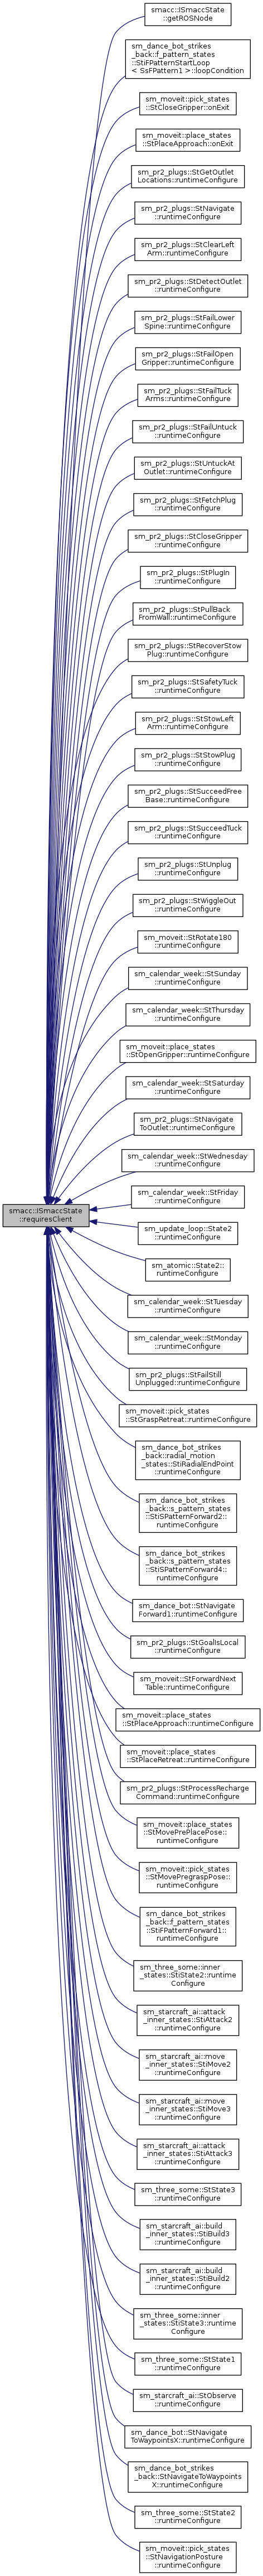 smacc::ISmaccState
::getROSNode
sm_dance_bot_strikes
_back::f_pattern_states
::StiFPatternStartLoop
< SsFPattern1 >::loopCondition
sm_moveit::pick_states
::StCloseGripper::onExit
sm_moveit::place_states
::StPlaceApproach::onExit
sm_pr2_plugs::StGetOutlet
Locations::runtimeConfigure
sm_pr2_plugs::StNavigate
::runtimeConfigure
sm_pr2_plugs::StClearLeft
Arm::runtimeConfigure
sm_pr2_plugs::StDetectOutlet
::runtimeConfigure
sm_pr2_plugs::StFailLower
Spine::runtimeConfigure
sm_pr2_plugs::StFailOpen
Gripper::runtimeConfigure
sm_pr2_plugs::StFailTuck
Arms::runtimeConfigure
sm_pr2_plugs::StFailUntuck
::runtimeConfigure
sm_pr2_plugs::StUntuckAt
Outlet::runtimeConfigure
sm_pr2_plugs::StFetchPlug
::runtimeConfigure
sm_pr2_plugs::StCloseGripper
::runtimeConfigure
sm_pr2_plugs::StPlugIn
::runtimeConfigure
sm_pr2_plugs::StPullBack
FromWall::runtimeConfigure
sm_pr2_plugs::StRecoverStow
Plug::runtimeConfigure
sm_pr2_plugs::StSafetyTuck
::runtimeConfigure
sm_pr2_plugs::StStowLeft
Arm::runtimeConfigure
sm_pr2_plugs::StStowPlug
::runtimeConfigure
sm_pr2_plugs::StSucceedFree
Base::runtimeConfigure
sm_pr2_plugs::StSucceedTuck
::runtimeConfigure
sm_pr2_plugs::StUnplug
::runtimeConfigure
sm_pr2_plugs::StWiggleOut
::runtimeConfigure
sm_moveit::StRotate180
::runtimeConfigure
sm_calendar_week::StSunday
::runtimeConfigure
sm_calendar_week::StThursday
::runtimeConfigure
sm_moveit::place_states
::StOpenGripper::runtimeConfigure
sm_calendar_week::StSaturday
::runtimeConfigure
sm_pr2_plugs::StNavigate
ToOutlet::runtimeConfigure
sm_calendar_week::StWednesday
::runtimeConfigure
sm_calendar_week::StFriday
::runtimeConfigure
smacc::ISmaccState
::requiresClient
sm_update_loop::State2
::runtimeConfigure
sm_atomic::State2::
runtimeConfigure
sm_calendar_week::StTuesday
::runtimeConfigure
sm_calendar_week::StMonday
::runtimeConfigure
sm_pr2_plugs::StFailStill
Unplugged::runtimeConfigure
sm_moveit::pick_states
::StGraspRetreat::runtimeConfigure
sm_dance_bot_strikes
_back::radial_motion
_states::StiRadialEndPoint
::runtimeConfigure
sm_dance_bot_strikes
_back::s_pattern_states
::StiSPatternForward2::
runtimeConfigure
sm_dance_bot_strikes
_back::s_pattern_states
::StiSPatternForward4::
runtimeConfigure
sm_dance_bot::StNavigate
Forward1::runtimeConfigure
sm_pr2_plugs::StGoalIsLocal
::runtimeConfigure
sm_moveit::StForwardNext
Table::runtimeConfigure
sm_moveit::place_states
::StPlaceApproach::runtimeConfigure
sm_moveit::place_states
::StPlaceRetreat::runtimeConfigure
sm_pr2_plugs::StProcessRecharge
Command::runtimeConfigure
sm_moveit::place_states
::StMovePrePlacePose::
runtimeConfigure
sm_moveit::pick_states
::StMovePregraspPose::
runtimeConfigure
sm_dance_bot_strikes
_back::f_pattern_states
::StiFPatternForward1::
runtimeConfigure
sm_three_some::inner
_states::StiState2::runtime
Configure
sm_starcraft_ai::attack
_inner_states::StiAttack2
::runtimeConfigure
sm_starcraft_ai::move
_inner_states::StiMove2
::runtimeConfigure
sm_starcraft_ai::move
_inner_states::StiMove3
::runtimeConfigure
sm_starcraft_ai::attack
_inner_states::StiAttack3
::runtimeConfigure
sm_three_some::StState3
::runtimeConfigure
sm_starcraft_ai::build
_inner_states::StiBuild3
::runtimeConfigure
sm_starcraft_ai::build
_inner_states::StiBuild2
::runtimeConfigure
sm_three_some::inner
_states::StiState3::runtime
Configure
sm_three_some::StState1
::runtimeConfigure
sm_starcraft_ai::StObserve
::runtimeConfigure
sm_dance_bot::StNavigate
ToWaypointsX::runtimeConfigure
sm_dance_bot_strikes
_back::StNavigateToWaypoints
X::runtimeConfigure
sm_three_some::StState2
::runtimeConfigure
sm_moveit::pick_states
::StNavigationPosture
::runtimeConfigure